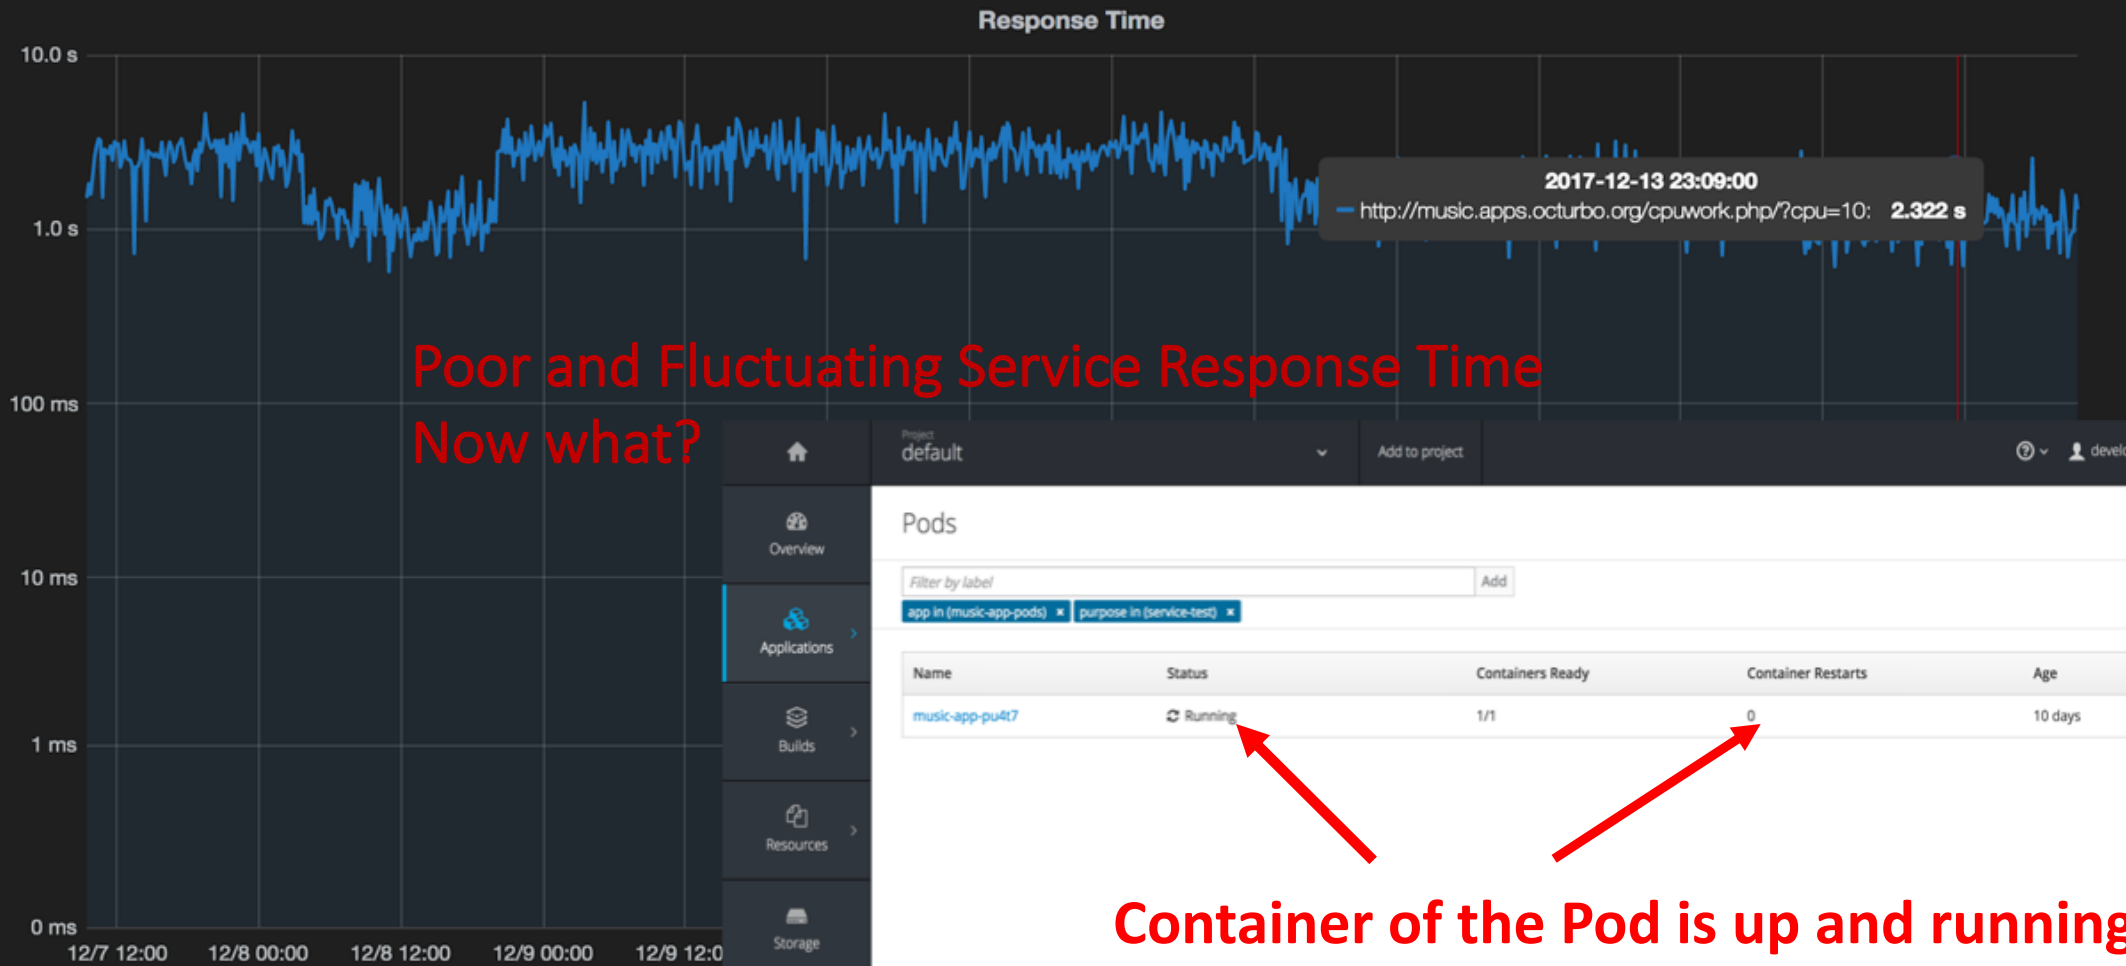 Response Time
10.0 s
2017-12-13 23:09:00
http://music.apps.octurbo.org/cpuwork.php/?cpu=10: 2.322 s
1.0 s
Poor and Fluctuating Service Response Time
100 ms
Now what?
Project
default
Add to project
Overview
Pods
10 ms
Filter by label
Add
app in (music-app-pods) ×
purpose in (service-test) ×
Applications
Name Status Containers Ready Container Restarts Age
music-app-pu4t7 Running 1/1 0 10 days
Builds
1 ms
Resources
Container of the Pod is up and running
0 ms
Storage
12/7 12:00 12/8 00:00 12/8 12:00 12/9 00:00 12/9 12:0